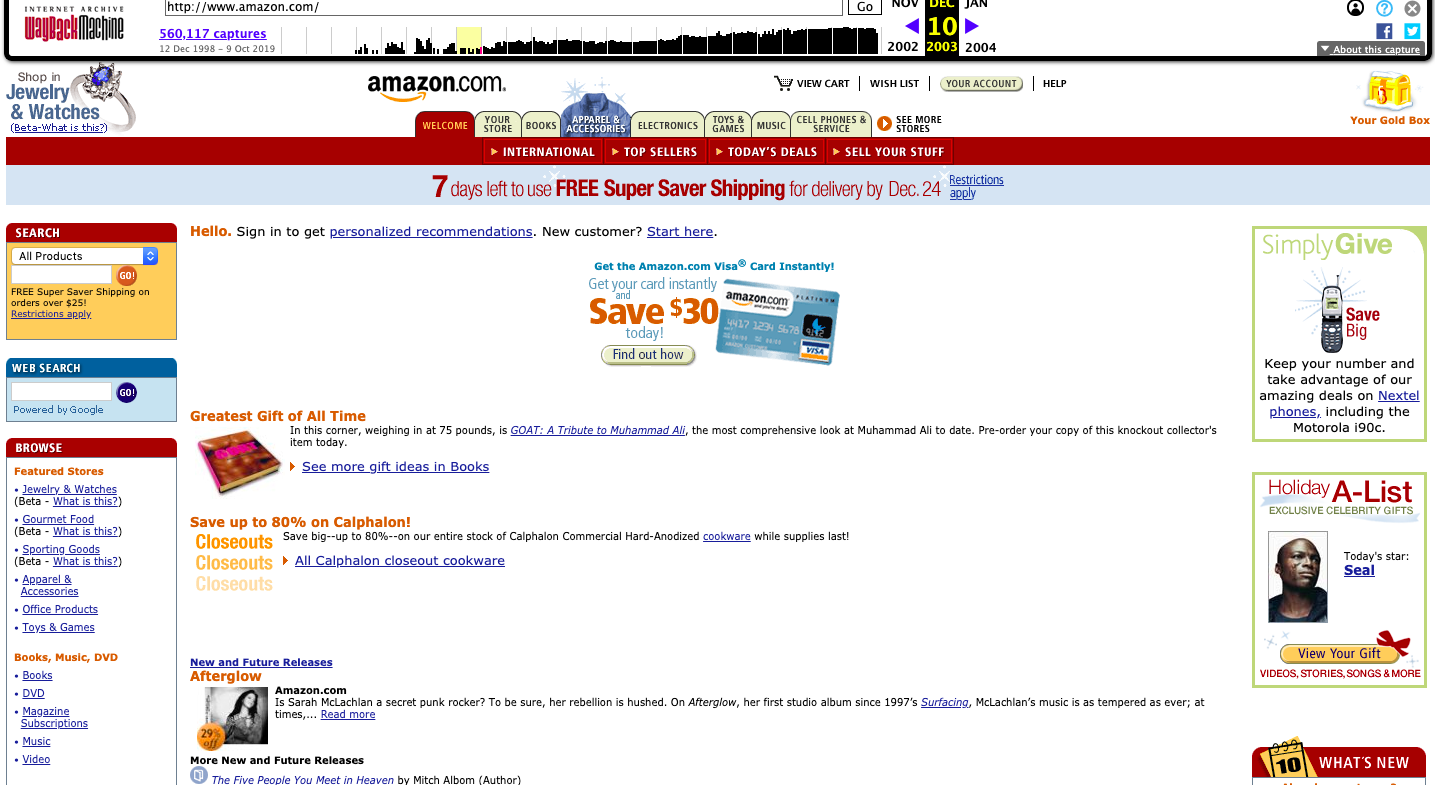 INTERNET ARCHIVE
WayBackMachine
http://www.amazon.com/
Go
NOV
DEC
JAN
560,117 captures
12 Dec 1998 – 9 Oct 2019
10
2002
2003
2004
About this capture
Shop in
Jewelry
& Watches
(Beta-What is this?)
amazon.com.
VIEW CART
WISH LIST
YOUR ACCOUNT
HELP
Your Gold Box
WELCOME
YOUR STORE
BOOKS
APPAREL & ACCESSORIES
ELECTRONICS
TOYS & GAMES
MUSIC
CELL PHONES & SERVICE
SEE MORE STORES
INTERNATIONAL
TOP SELLERS
TODAY'S DEALS
SELL YOUR STUFF
7 days left to use FREE Super Saver Shipping for delivery by Dec. 24
Restrictions apply
SEARCH
All Products
GO!
FREE Super Saver Shipping on
orders over $25!
Restrictions apply
WEB SEARCH
GO!
Powered by Google
BROWSE
Featured Stores
• Jewelry & Watches
(Beta - What is this?)
• Gourmet Food
(Beta - What is this?)
• Sporting Goods
(Beta - What is this?)
• Apparel &
Accessories
• Office Products
• Toys & Games
Books, Music, DVD
• Books
• DVD
• Magazine
Subscriptions
• Music
• Video
Hello. Sign in to get personalized recommendations. New customer? Start here.
Get the Amazon.com Visa® Card Instantly!
Get your card instantly
and
Save $30
today!
Find out how
PLATINUM
amazon.com
4417 1234 5678 9112
VISA
Greatest Gift of All Time
In this corner, weighing in at 75 pounds, is GOAT: A Tribute to Muhammad Ali, the most comprehensive look at Muhammad Ali to date. Pre-order your copy of this knockout collector's
item today.
See more gift ideas in Books
Save up to 80% on Calphalon!
Closeouts
Closeouts
Closeouts
Save big--up to 80%--on our entire stock of Calphalon Commercial Hard-Anodized cookware while supplies last!
All Calphalon closeout cookware
New and Future Releases
Afterglow
29% off
Amazon.com
Is Sarah McLachlan a secret punk rocker? To be sure, her rebellion is hushed. On Afterglow, her first studio album since 1997's Surfacing, McLachlan's music is as tempered as ever; at
times,... Read more
More New and Future Releases
The Five People You Meet in Heaven by Mitch Albom (Author)
SimplyGive
Save
Big
Keep your number and
take advantage of our
amazing deals on Nextel
phones, including the
Motorola i90c.
Holiday A-List
EXCLUSIVE CELEBRITY GIFTS
Today's star:
Seal
View Your Gift
VIDEOS, STORIES, SONGS & MORE
10
WHAT'S NEW